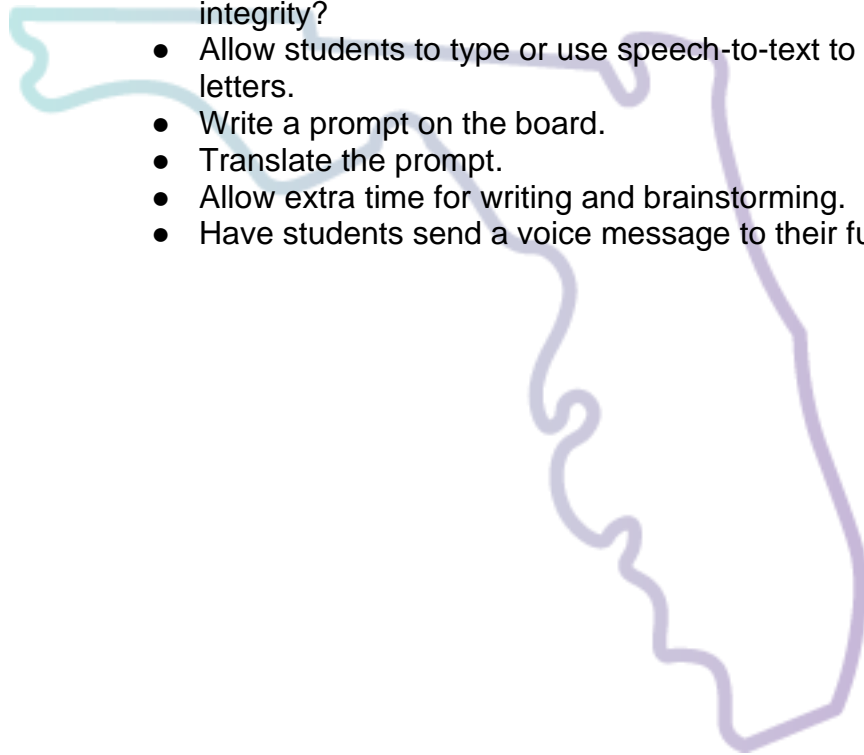 integrity?
● Allow students to type or use speech-to-text to
letters.
● Write a prompt on the board.
● Translate the prompt.
● Allow extra time for writing and brainstorming.
● Have students send a voice message to their fu